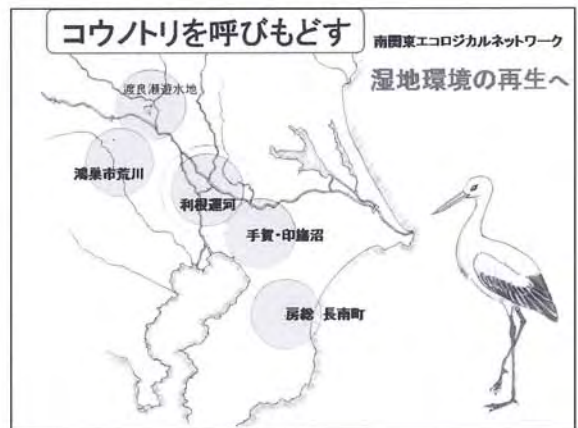 コウノトリを呼びもどす
南関東エコロジカルネットワーク
湿地環境の再生へ
渡良瀬遊水地
鴻巣市荒川
利根運河
手賀・印旛沼
房総 長南町